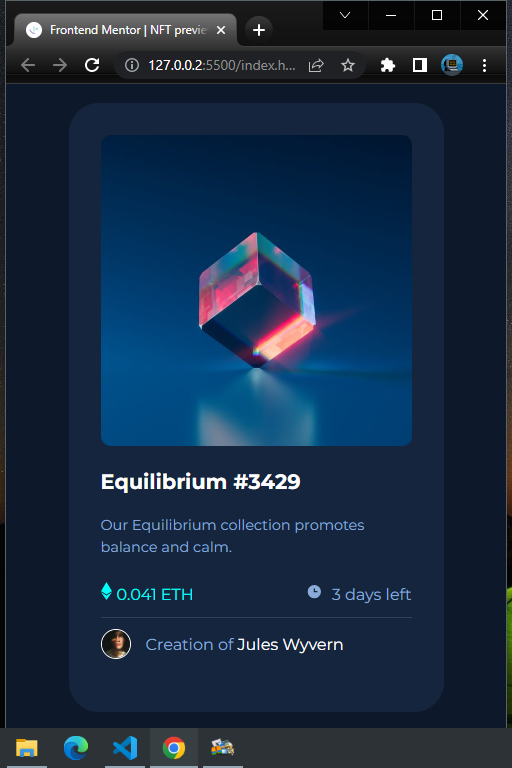 Frontend Mentor | NFT previe
127.0.0.2:5500/index.h...
Equilibrium #3429
Our Equilibrium collection promotes
balance and calm.
0.041 ETH
3 days left
Creation of Jules Wyvern